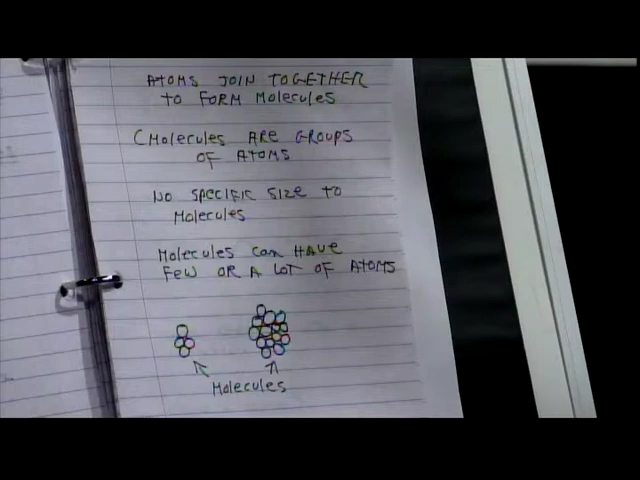 ATOMS JOIN TOGETHER
TO FORM MOLECULES
(MOLECULES ARE GROUPS
OF ATOMS
NO SPECIFIC SIZE TO
MOLECULES
MOLECULES CAN HAVE
FEW OR A LOT OF ATOMS
MOLECULES